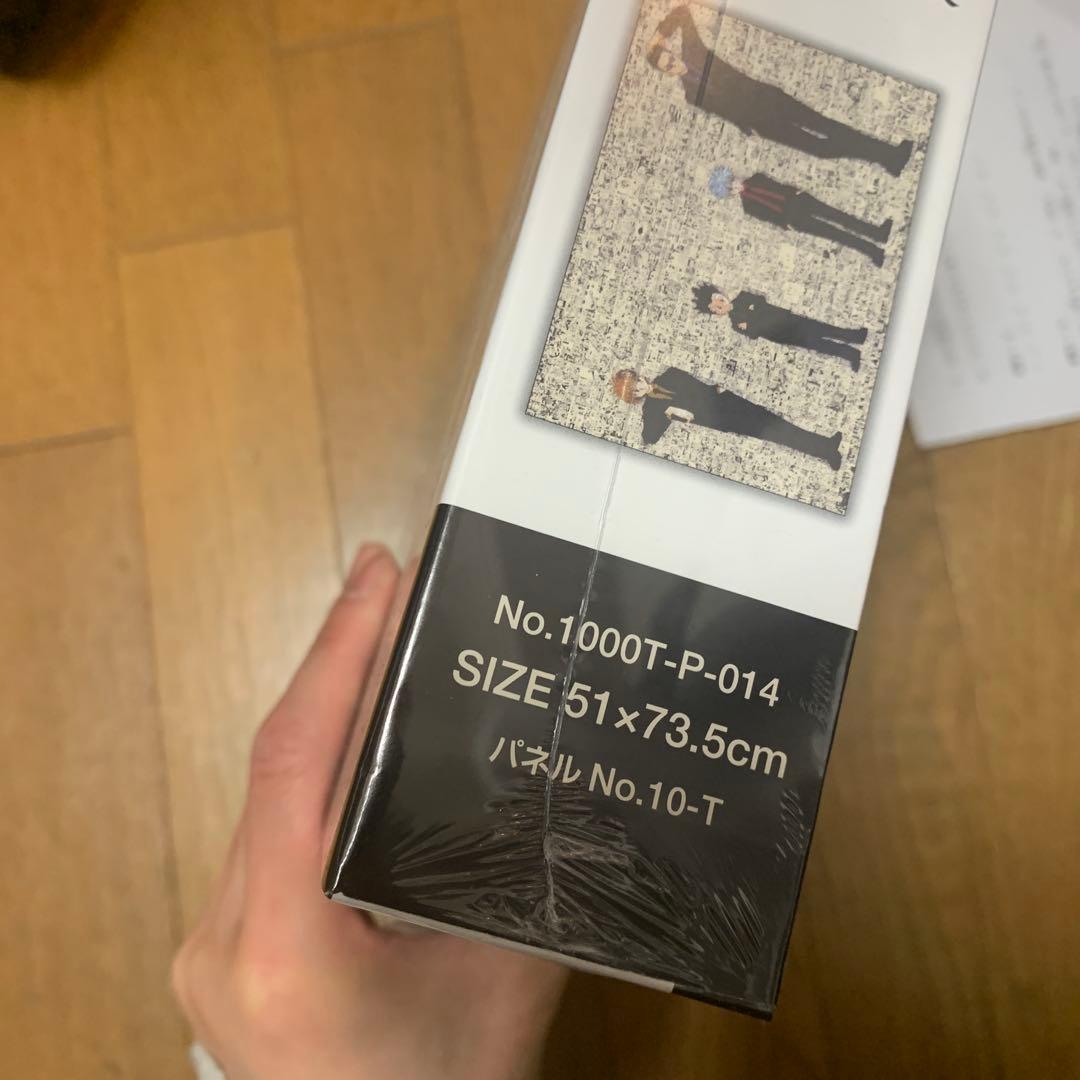 No.1000T-P-014
SIZE 51×73.5cm
パネル No.10-T